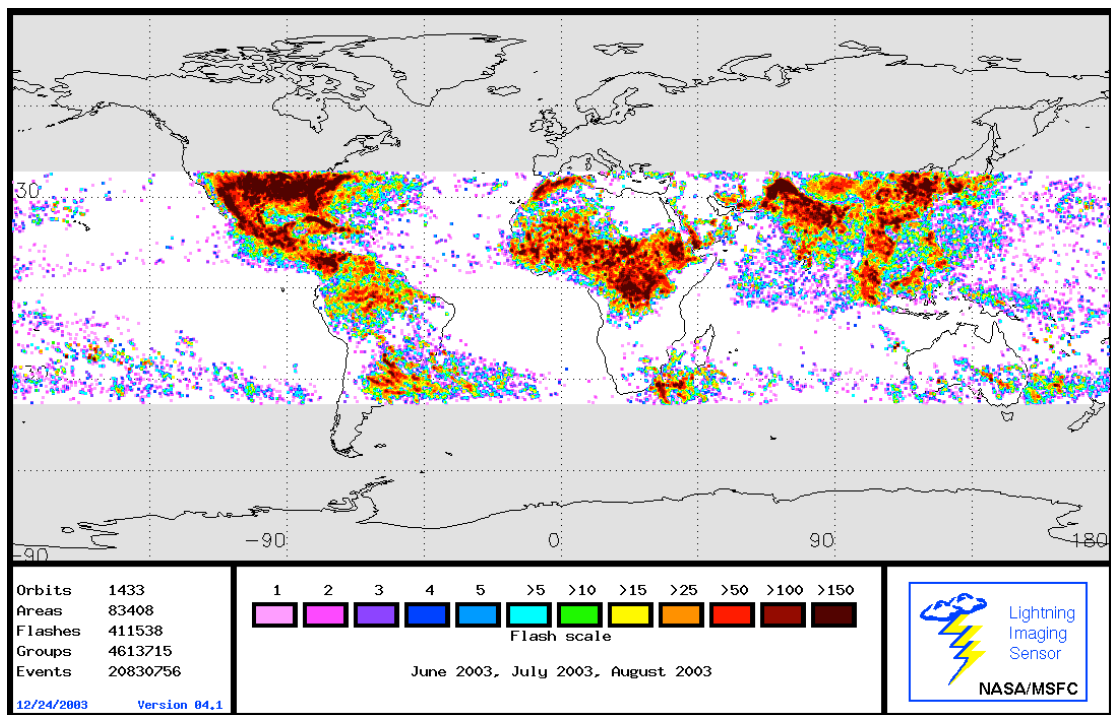 30
-30
-90
-90 0 90 180
Orbits 1433
Areas 83408
Flashes 411538
Groups 4613715
Events 20830756
12/24/2003 Version 04.1
1 2 3 4 5 >5 >10 >15 >25 >50 >100 >150
Flash scale
June 2003, July 2003, August 2003
Lightning
Imaging
Sensor
NASA/MSFC